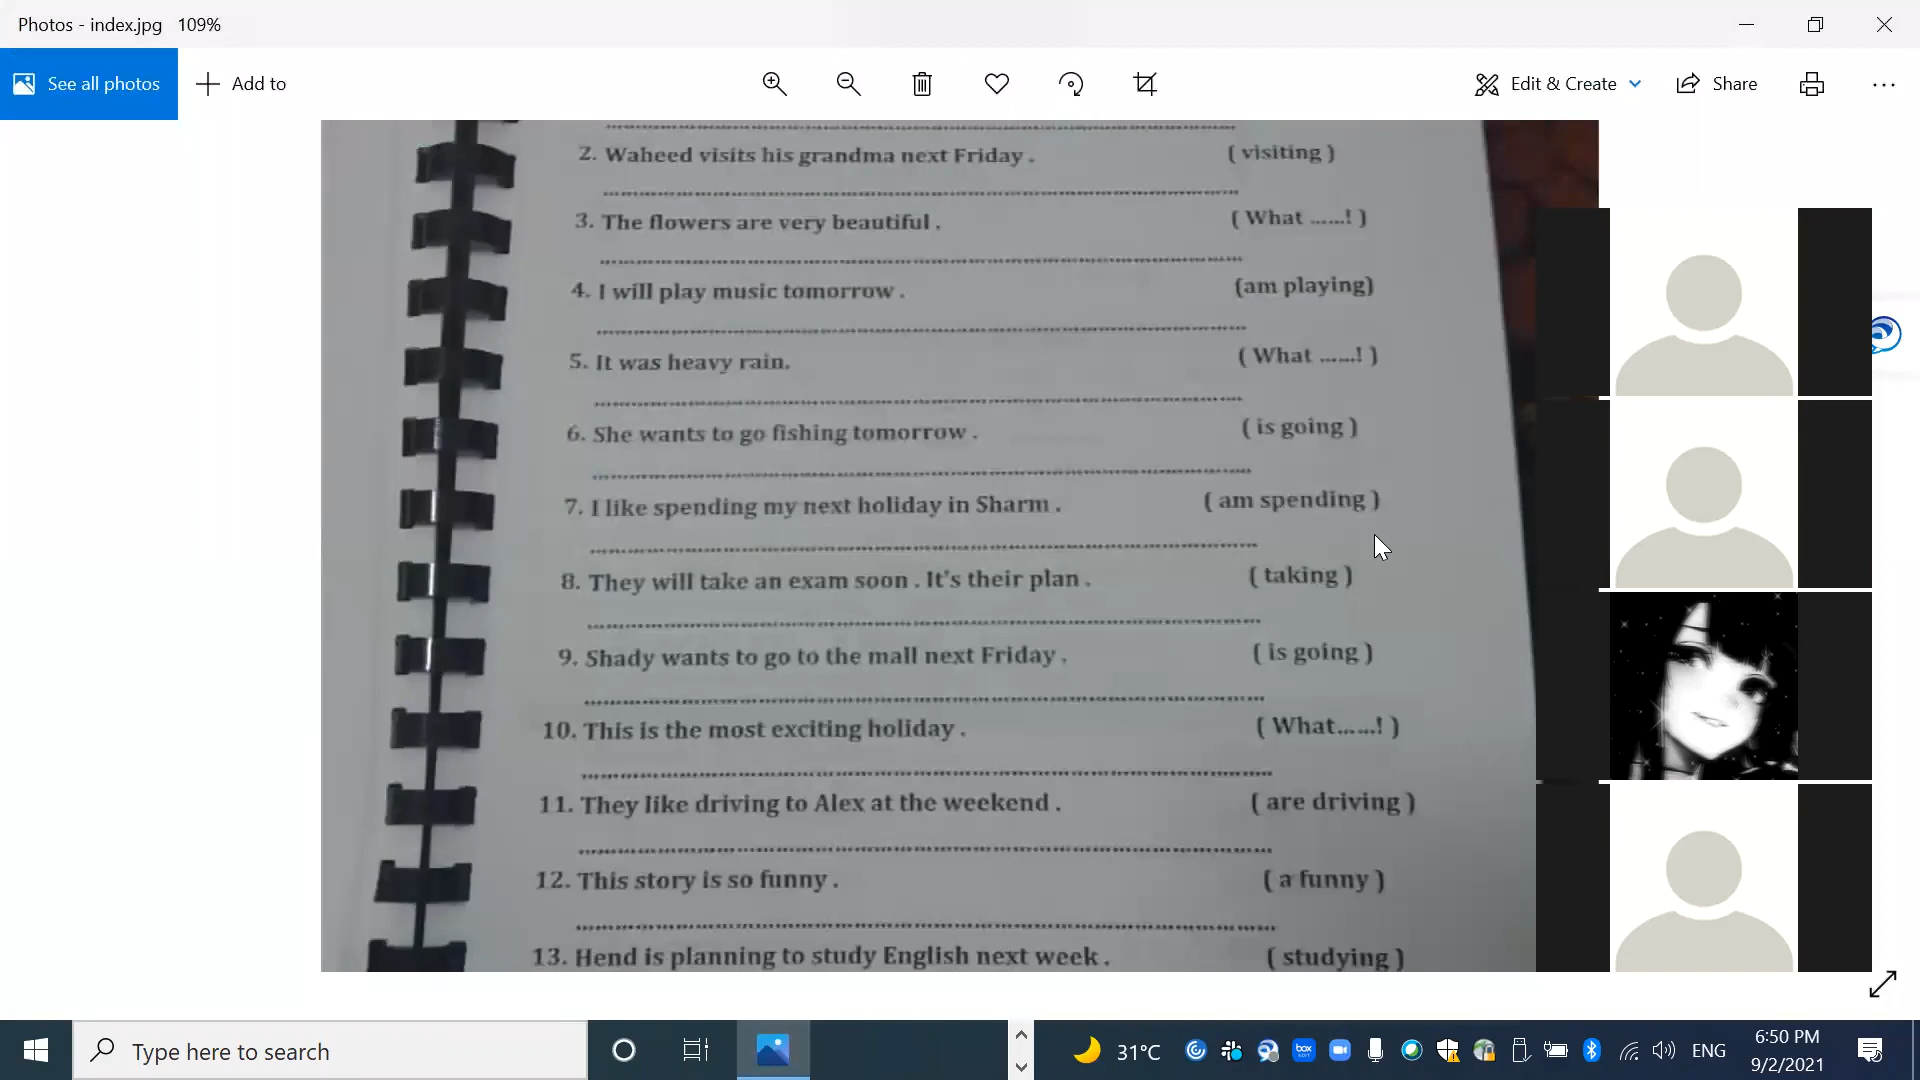 Photos - index.jpg 109%
See all photos
Add to
Edit & Create
Share
2. Waheed visits his grandma next Friday . ( visiting )
3. The flowers are very beautiful . ( What ......! )
4. I will play music tomorrow . (am playing)
5. It was heavy rain. ( What ......! )
6. She wants to go fishing tomorrow . ( is going )
7. I like spending my next holiday in Sharm . ( am spending )
8. They will take an exam soon . It's their plan . ( taking )
9. Shady wants to go to the mall next Friday . ( is going )
10. This is the most exciting holiday . ( What......! )
11. They like driving to Alex at the weekend . ( are driving )
12. This story is so funny . ( a funny )
13. Hend is planning to study English next week . ( studying )
Type here to search
31°C
box
EDIT
ENG
6:50 PM
9/2/2021